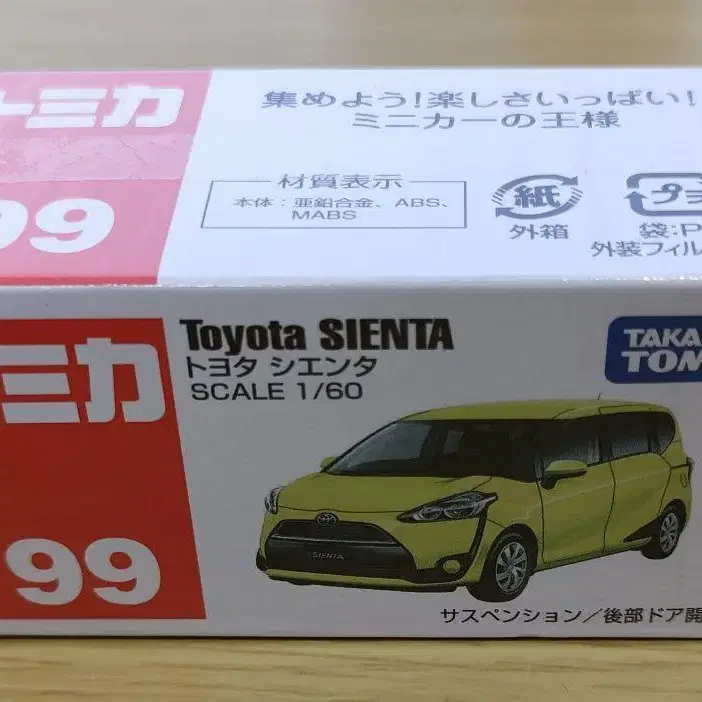 トミカ
99
集めよう!楽しさいっぱい!
ミニカーの王様
材質表示
本体:亜鉛合金、ABS、
MABS
紙
外箱
プラ
袋:P
外装フィル
Toyota SIENTA
トヨタ シエンタ
SCALE 1/60
TAKA
TOM
ミカ
99
SIENTA
サスペンション/後部ドア開